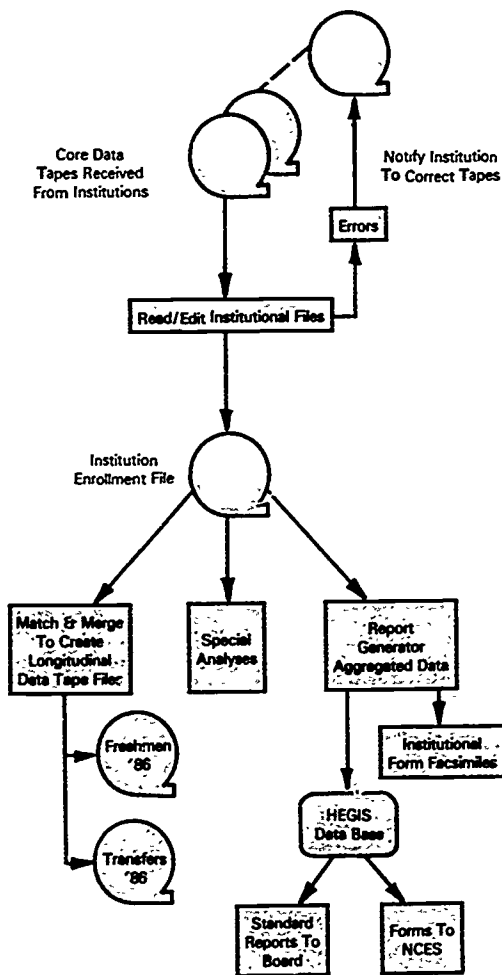 Core Data
Tapes Received
From Institutions
Notify Institution
To Correct Tapes
Errors
Read/Edit Institutional Files
Institution
Enrollment File
Match & Merge
To Create
Longitudinal
Data Tape Files
Special
Analyses
Report
Generator
Aggregated Data
Freshmen
'86
Institutional
Form Facsimiles
HEGIS
Data Base
Transfers
'86
Standard
Reports To
Board
Forms To
NCES